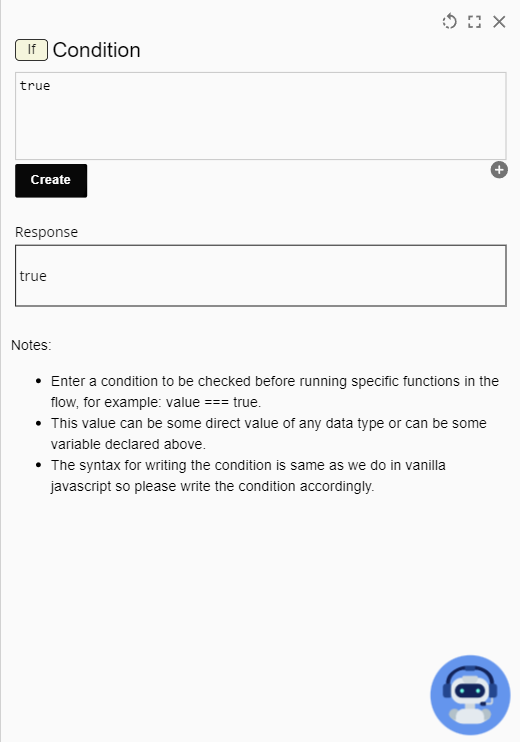 If Condition
true
Create
Response
true
Notes:
Enter a condition to be checked before running specific functions in the
flow, for example: value === true.
This value can be some direct value of any data type or can be some
variable declared above.
The syntax for writing the condition is same as we do in vanilla
javascript so please write the condition accordingly.